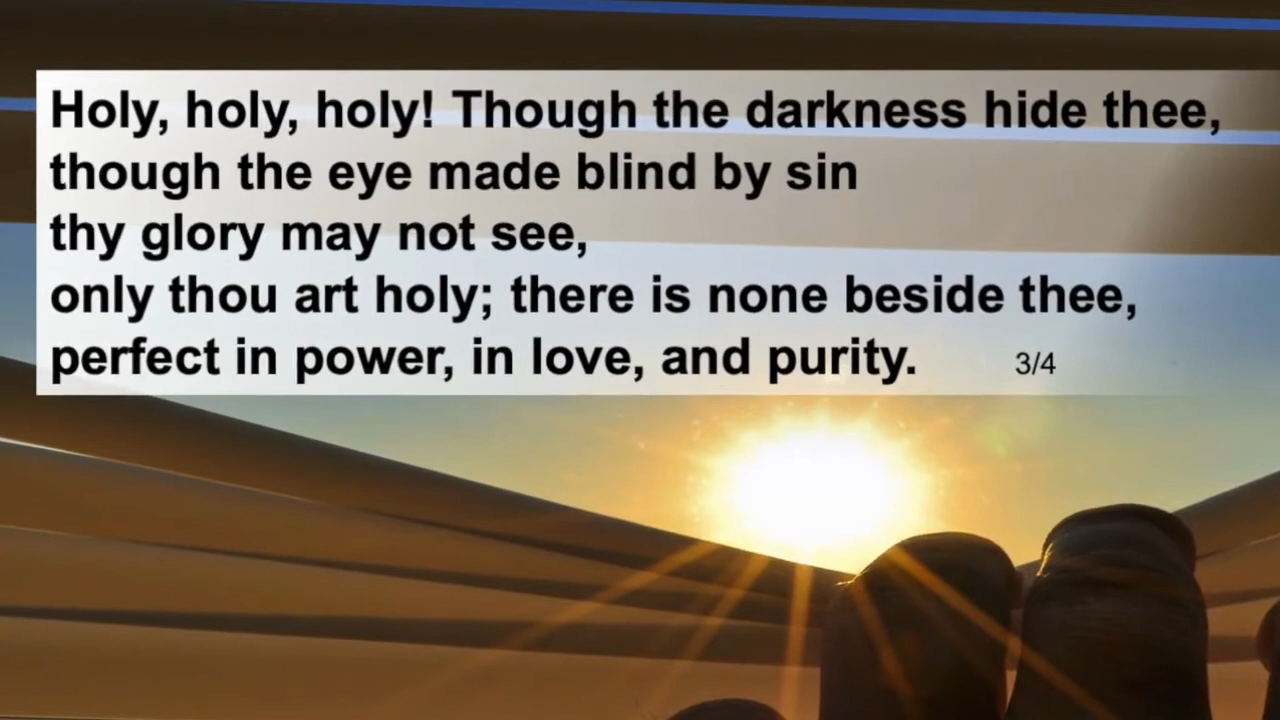 Holy, holy, holy! Though the darkness hide thee,
though the eye made blind by sin
thy glory may not see,
only thou art holy; there is none beside thee,
perfect in power, in love, and purity.
3/4